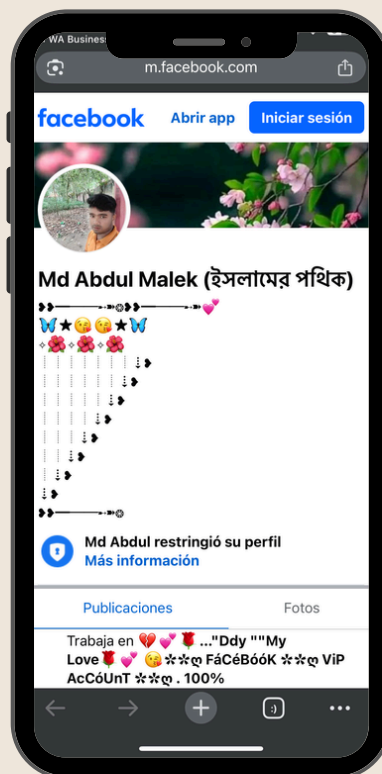 WA Business
m.facebook.com
facebook Abrir app Iniciar sesión
Md Abdul Malek (ইসলামের পথিক)
❥❥━──➳❂❥❥━──➳💕
🦋★😘😘★🦋
✧🌺✧🌺✧🌺
┊┊┊┊┊┊⇣❥
┊┊┊┊┊⇣❥
┊┊┊┊⇣❥
┊┊┊⇣❥
┊┊⇣❥
┊┊⇣❥
┊⇣❥
⇣❥
❥❥━──➳❂
Md Abdul restringió su perfil
Más información
Publicaciones Fotos
Trabaja en 💔💕🌹..."Ddy ""My
Love🌹💕 😘✫✫ღ FáCéBóóK ✫✫ღ ViP
AcCóUnT ✫✫ღ . 100%
:)